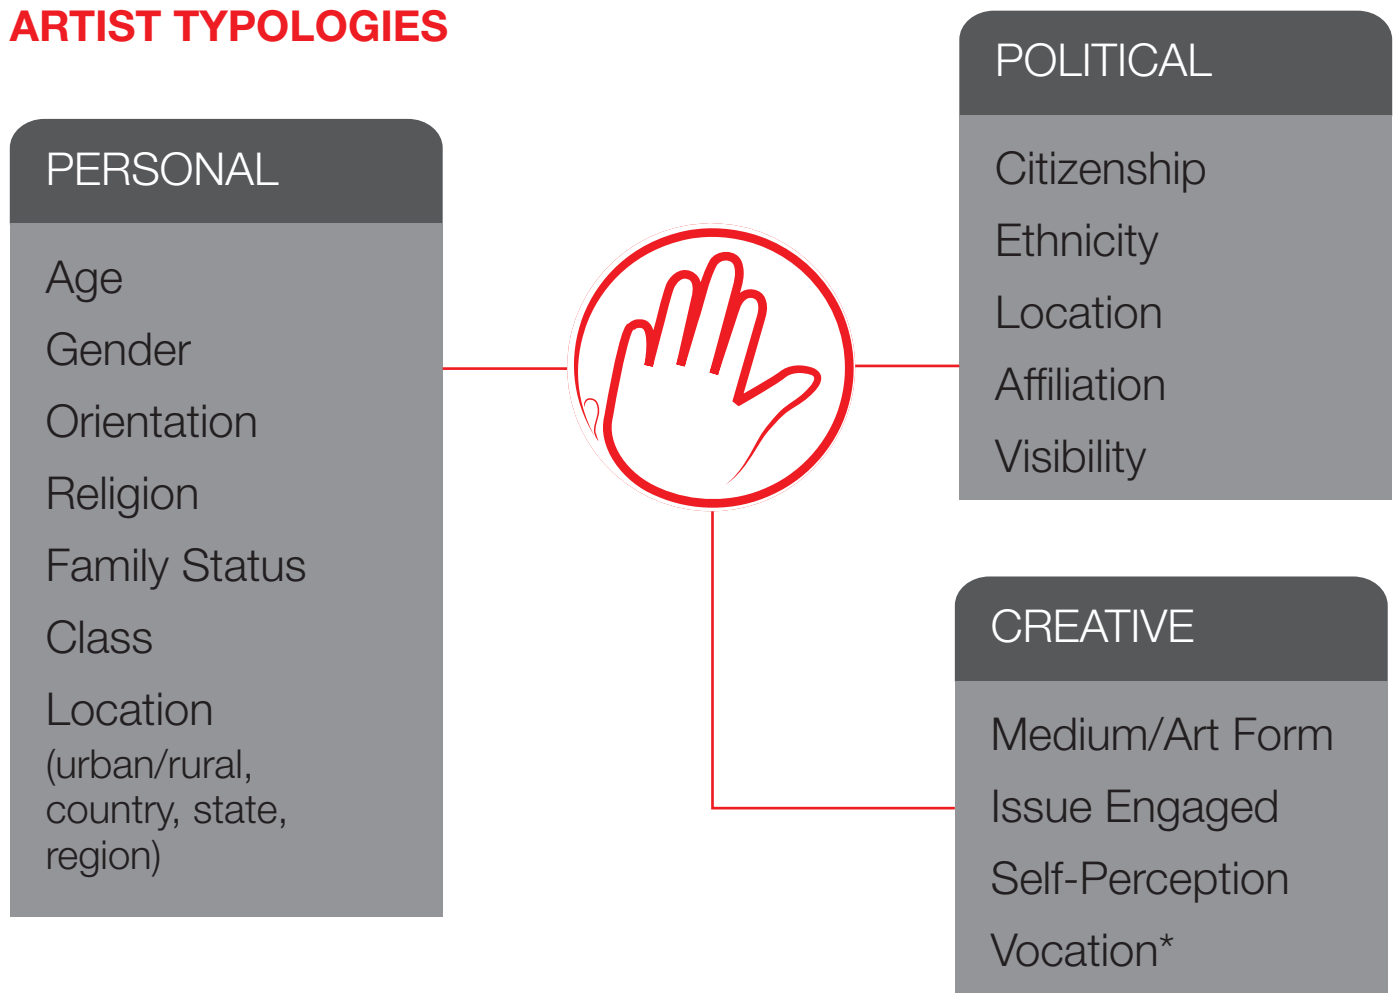 ARTIST TYPOLOGIES
PERSONAL
Age
Gender
Orientation
Religion
Family Status
Class
Location
(urban/rural,
country, state,
region)
POLITICAL
Citizenship
Ethnicity
Location
Affiliation
Visibility
CREATIVE
Medium/Art Form
Issue Engaged
Self-Perception
Vocation*